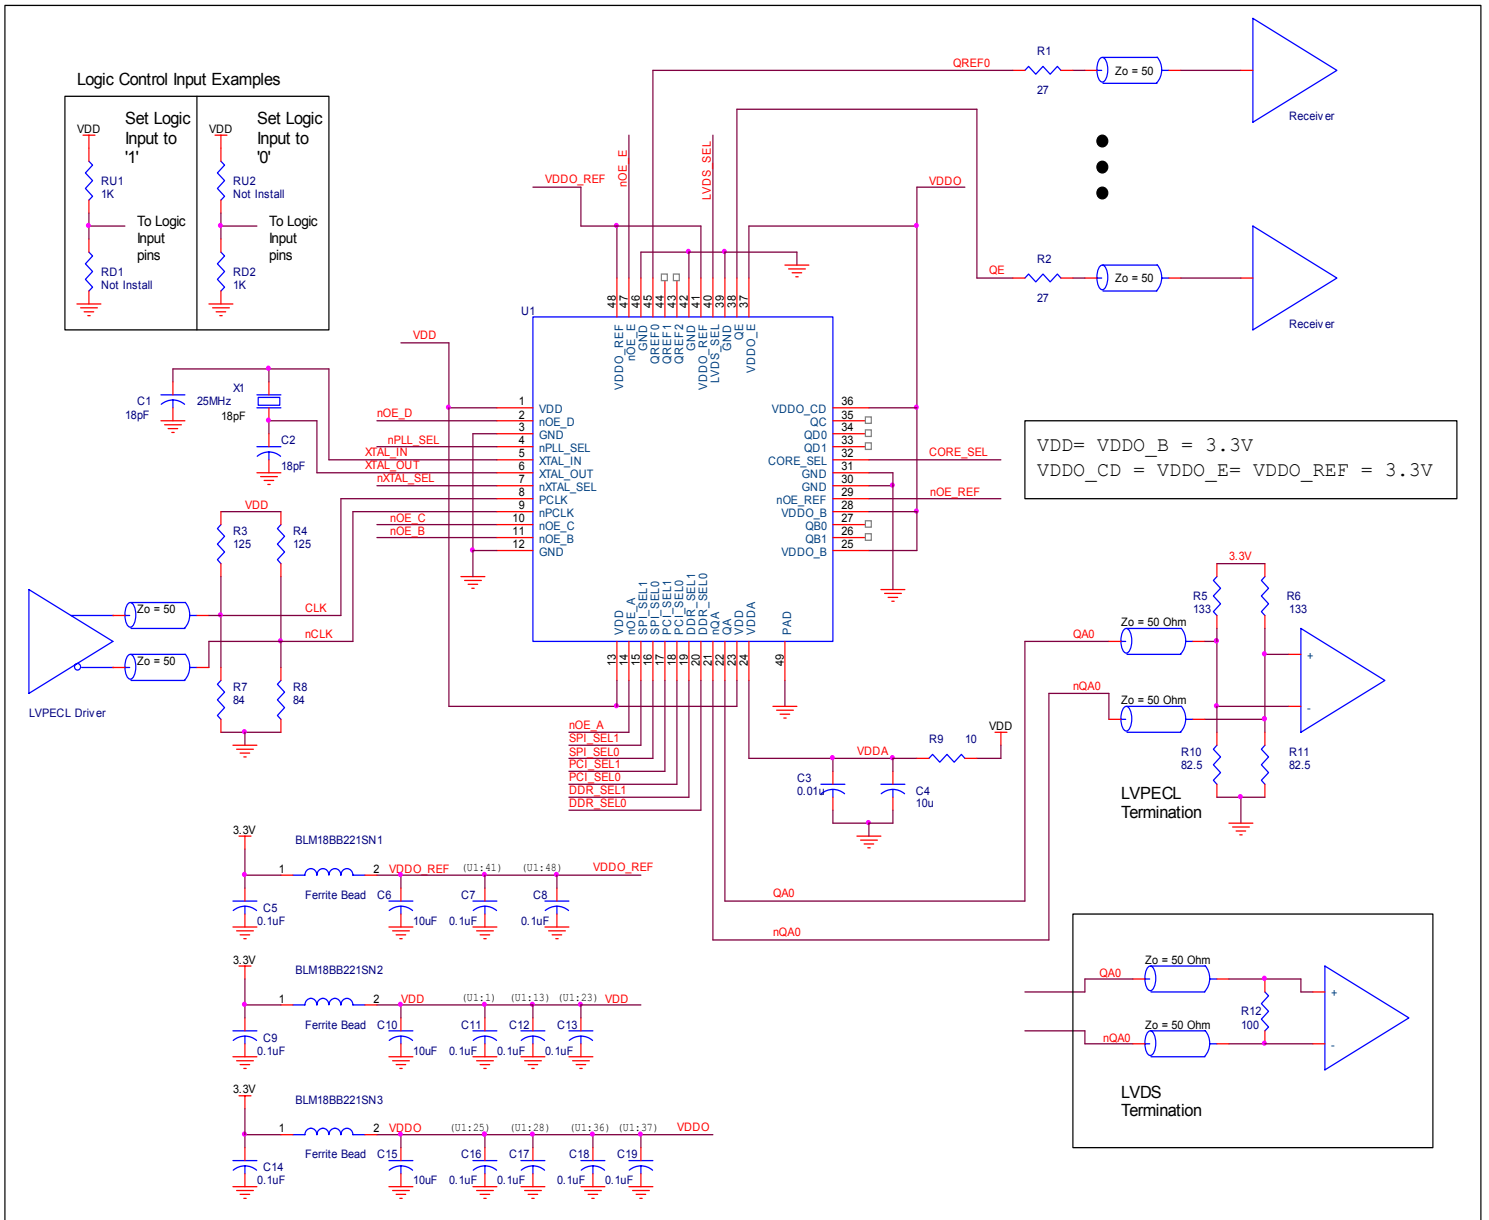 Logic Control Input Examples
Set Logic
Input to
'1'
VDD
RU1
1K
To Logic
Input
pins
RD1
Not Install
Set Logic
Input to
'0'
VDD
RU2
Not Install
To Logic
Input
pins
RD2
1K
QREF0
R1
27
Zo = 50
Receiver
QE
R2
27
Zo = 50
Receiver
VDDO_REF
nOE_E
LVDS_SEL
VDDO
U1
48
47
46
45
44
43
42
41
40
39
38
37
VDDO_REF
nOE_E
GND
QREF0
QREF1
QREF2
GND
VDDO_REF
LVDS_SEL
GND
QE
VDDO_E
VDD
C1
18pF
X1
25MHz
18pF
C2
18pF
nOE_D
nPLL_SEL
XTAL_IN
XTAL_OUT
nXTAL_SEL
nOE_C
nOE_B
1 VDD
2 nOE_D
3 GND
4 nPLL_SEL
5 XTAL_IN
6 XTAL_OUT
7 nXTAL_SEL
8 PCLK
9 nPCLK
10 nOE_C
11 nOE_B
12 GND
VDDO_CD 36
QC 35
QD0 34
QD1 33
CORE_SEL 32
GND 31
GND 30
nOE_REF 29
VDDO_B 28
QB0 27
QB1 26
VDDO_B 25
CORE_SEL
nOE_REF
VDD= VDDO_B = 3.3V
VDDO_CD = VDDO_E= VDDO_REF = 3.3V
VDD
R3
125
R4
125
Zo = 50
CLK
Zo = 50
nCLK
R7
84
R8
84
LVPECL Driver
VDD
nOE_A
SPI_SEL1
SPI_SEL0
PCI_SEL1
PCI_SEL0
DDR_SEL1
DDR_SEL0
nQA
QA
VDD
VDDA
PAD
13
14
15
16
17
18
19
20
21
22
23
24
49
nOE_A
SPI_SEL1
SPI_SEL0
PCI_SEL1
PCI_SEL0
DDR_SEL1
DDR_SEL0
VDDA
R9 10
VDD
C3
0.01u
C4
10u
3.3V
R5
133
R6
133
QA0
Zo = 50 Ohm
nQA0
Zo = 50 Ohm
+
-
R10
82.5
R11
82.5
LVPECL
Termination
QA0
nQA0
3.3V
BLM18BB221SN1
1 2 VDDO_REF (U1:41) (U1:48) VDDO_REF
Ferrite Bead
C5
0.1uF
C6
10uF
C7
0.1uF
C8
0.1uF
3.3V
BLM18BB221SN2
1 2 VDD (U1:1) (U1:13) (U1:23) VDD
Ferrite Bead
C9
0.1uF
C10
10uF
C11
0.1uF
C12
0.1uF
C13
0.1uF
3.3V
BLM18BB221SN3
1 2 VDDO (U1:25) (U1:28) (U1:36) (U1:37) VDDO
Ferrite Bead
C14
0.1uF
C15
10uF
C16
0.1uF
C17
0.1uF
C18
0.1uF
C19
0.1uF
QA0
Zo = 50 Ohm
nQA0
Zo = 50 Ohm
R12
100
+
-
LVDS
Termination